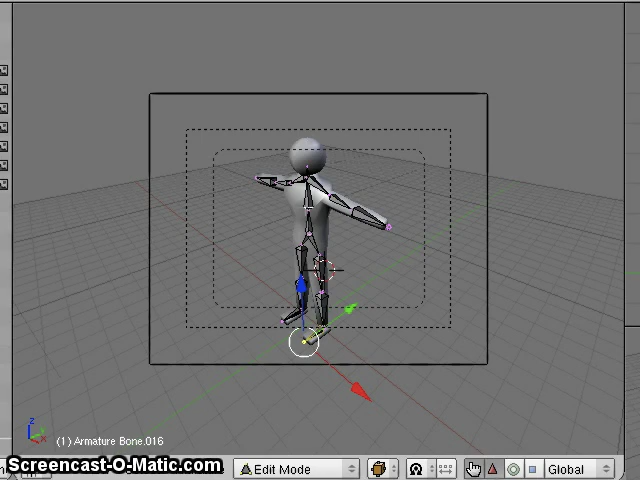 z
x
(1) Armature Bone.016
Screencast-O-Matic.com
Edit Mode
Global